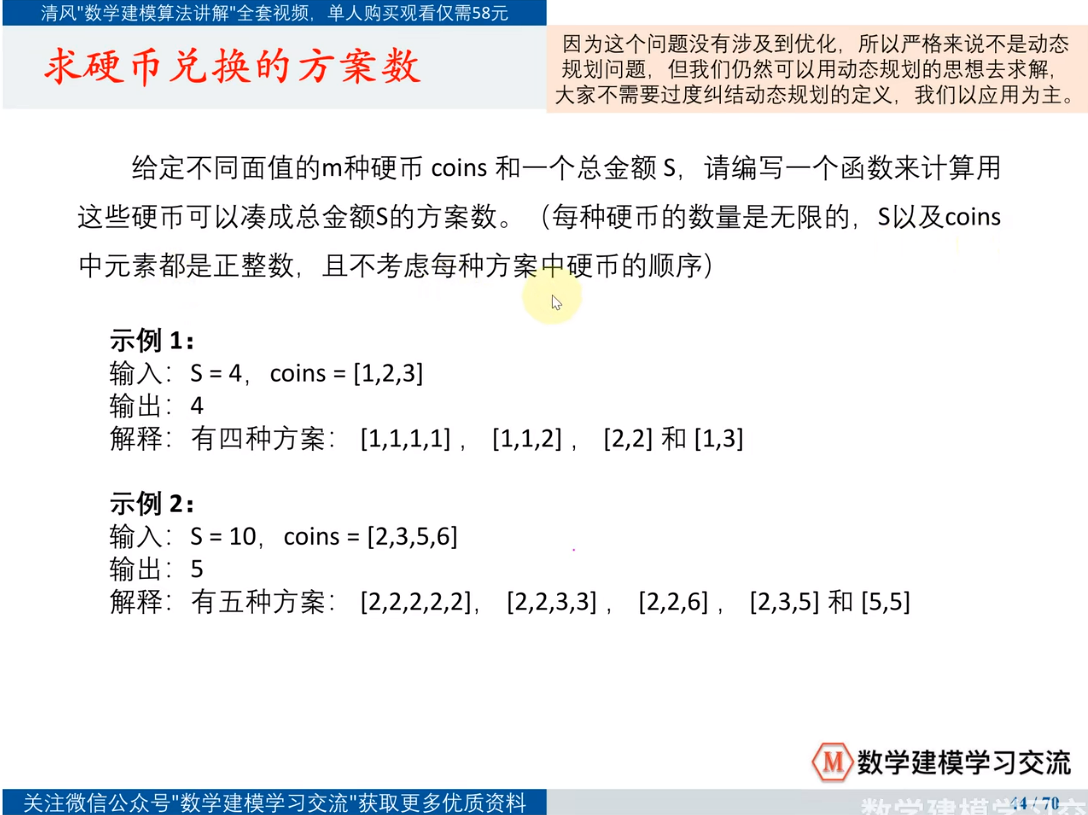 清风"数学建模算法讲解"全套视频，单人购买观看仅需58元
求硬币兑换的方案数
因为这个问题没有涉及到优化，所以严格来说不是动态
规划问题，但我们仍然可以用动态规划的思想去求解，
大家不需要过度纠结动态规划的定义，我们以应用为主。
给定不同面值的m种硬币 coins 和一个总金额 S，请编写一个函数来计算用
这些硬币可以凑成总金额S的方案数。（每种硬币的数量是无限的，S以及coins
中元素都是正整数，且不考虑每种方案中硬币的顺序）
示例 1：
输入：S = 4，coins = [1,2,3]
输出：4
解释：有四种方案： [1,1,1,1] ， [1,1,2] ， [2,2] 和 [1,3]
示例 2：
输入：S = 10，coins = [2,3,5,6]
输出：5
解释：有五种方案： [2,2,2,2,2]， [2,2,3,3] ， [2,2,6] ， [2,3,5] 和 [5,5]
M 数学建模学习交流
关注微信公众号"数学建模学习交流"获取更多优质资料
数学建模学习交
44 / 70